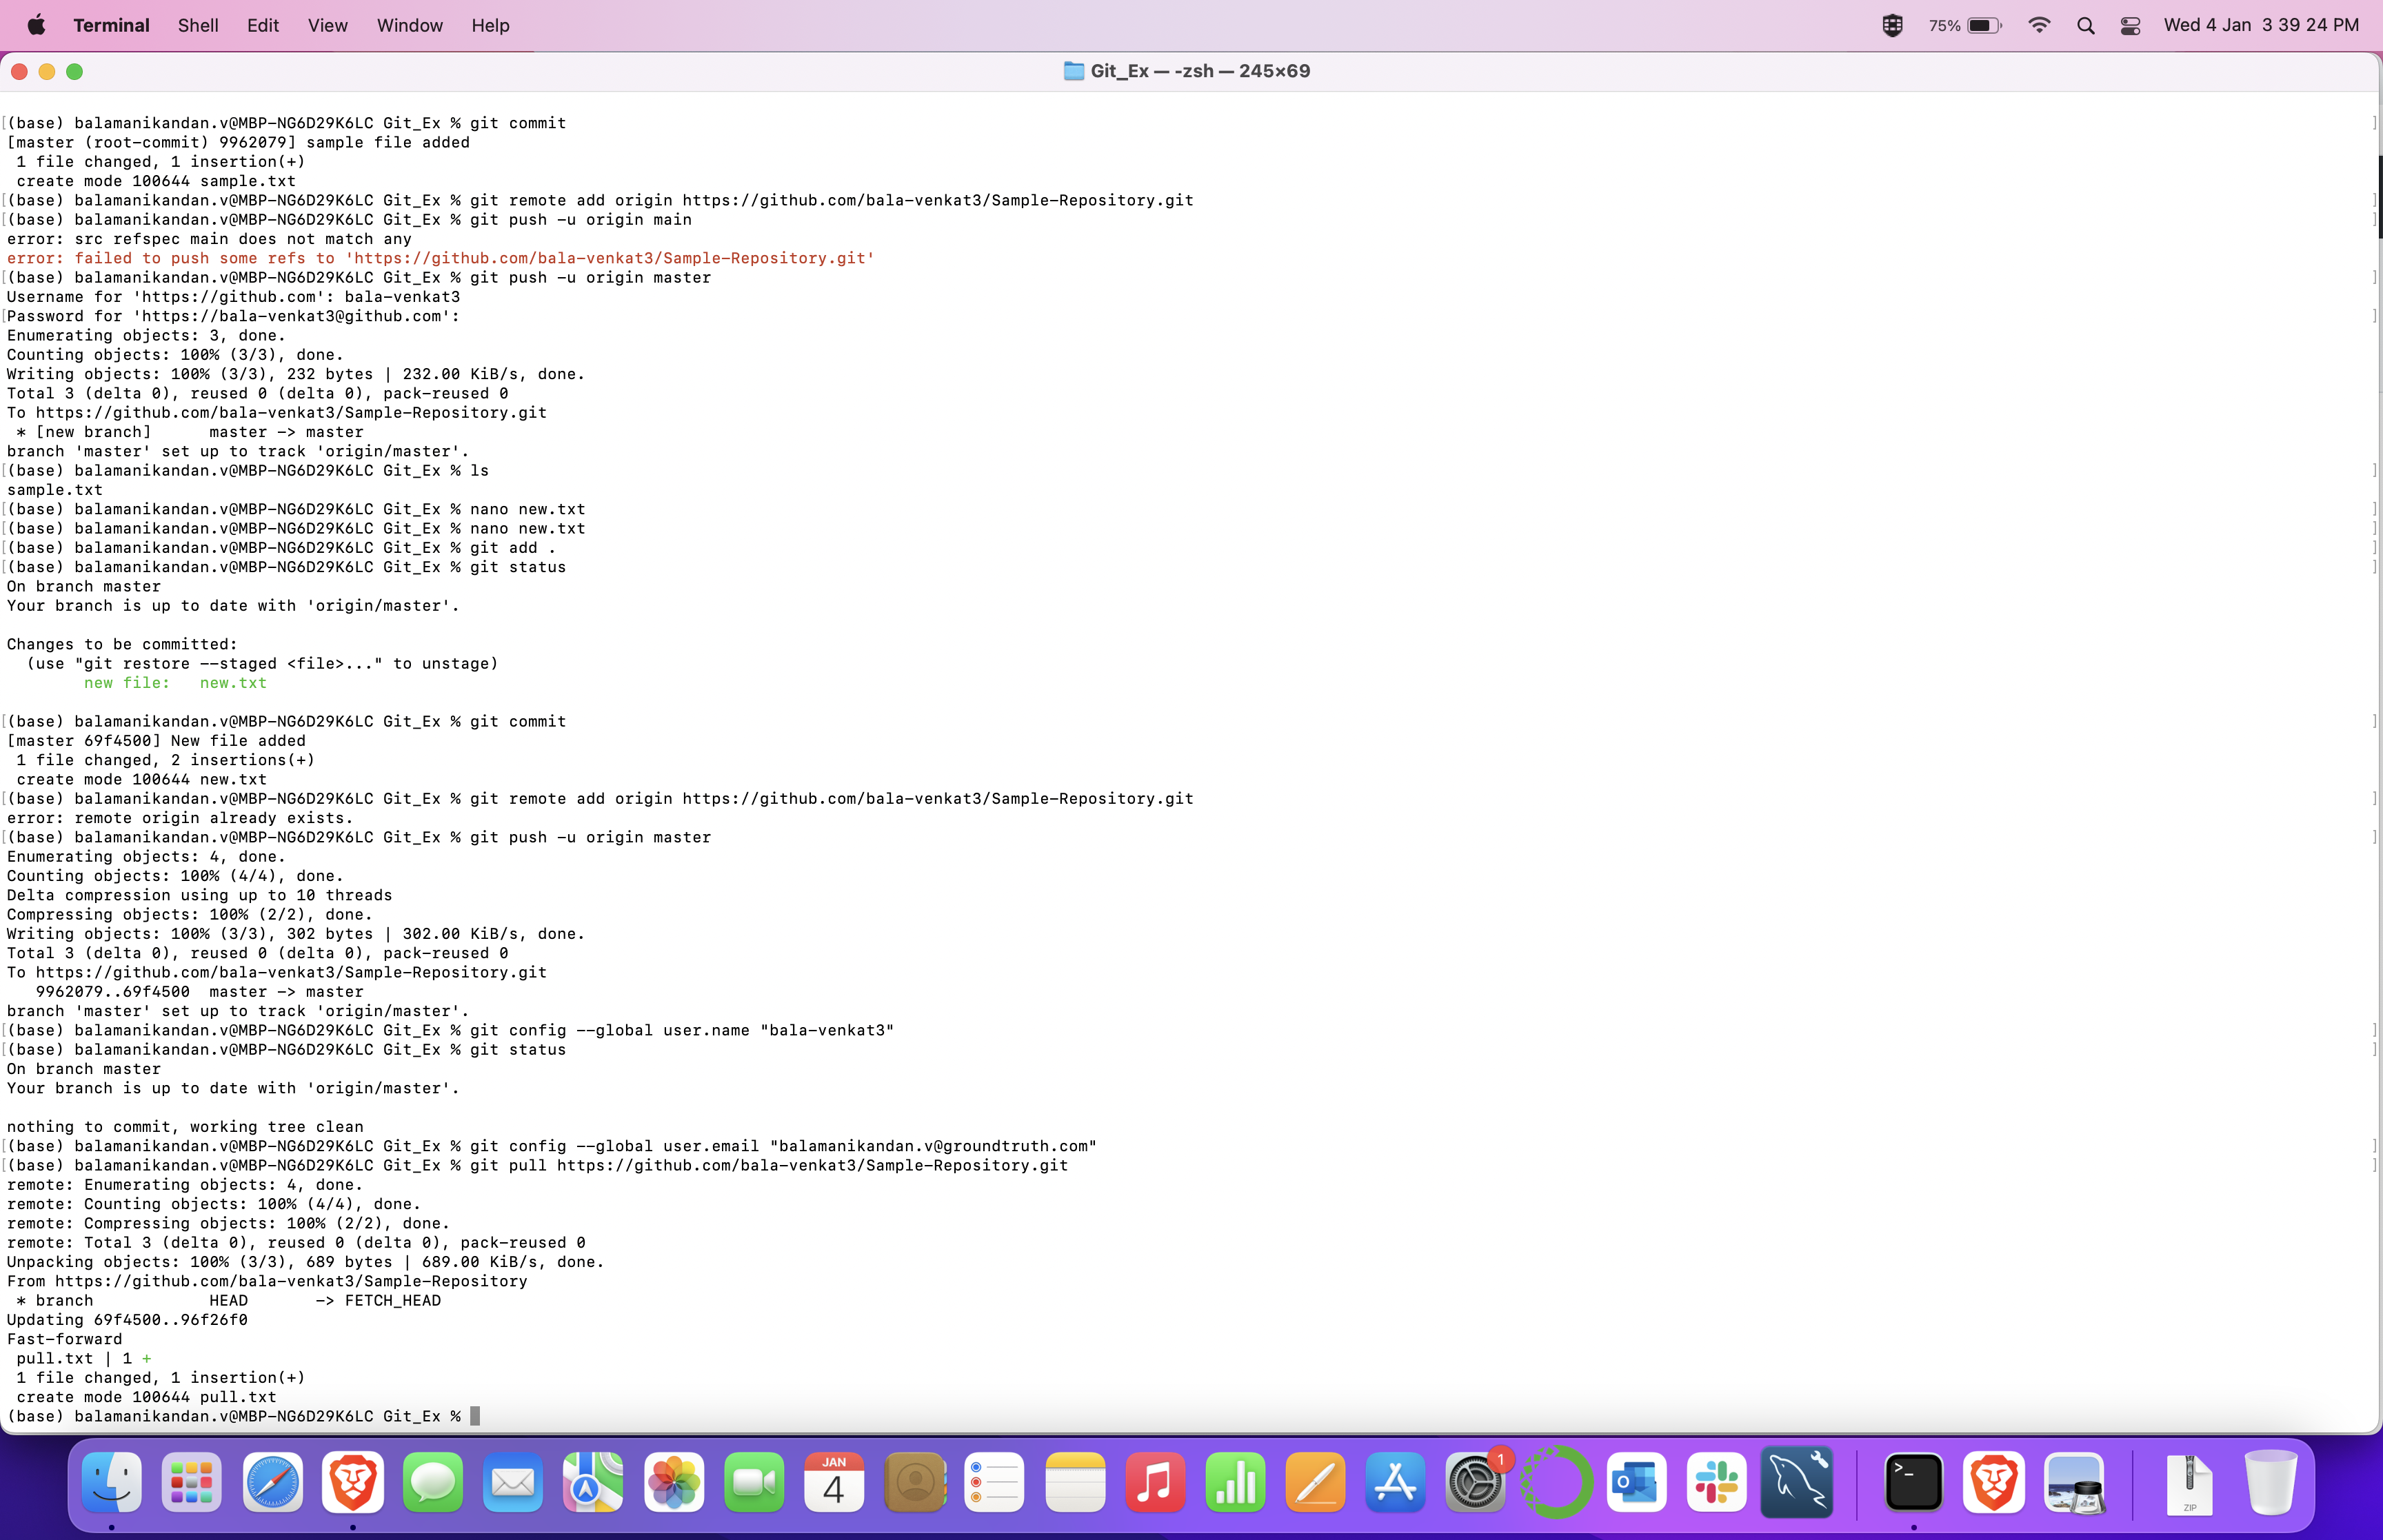 Terminal Shell Edit View Window Help 75% Wed 4 Jan 3 39 24 PM
Git_Ex — -zsh — 245×69
(base) balamanikandan.v@MBP-NG6D29K6LC Git_Ex % git commit
[master (root-commit) 9962079] sample file added
1 file changed, 1 insertion(+)
create mode 100644 sample.txt
(base) balamanikandan.v@MBP-NG6D29K6LC Git_Ex % git remote add origin https://github.com/bala-venkat3/Sample-Repository.git
(base) balamanikandan.v@MBP-NG6D29K6LC Git_Ex % git push -u origin main
error: src refspec main does not match any
error: failed to push some refs to 'https://github.com/bala-venkat3/Sample-Repository.git'
(base) balamanikandan.v@MBP-NG6D29K6LC Git_Ex % git push -u origin master
Username for 'https://github.com': bala-venkat3
Password for 'https://bala-venkat3@github.com':
Enumerating objects: 3, done.
Counting objects: 100% (3/3), done.
Writing objects: 100% (3/3), 232 bytes | 232.00 KiB/s, done.
Total 3 (delta 0), reused 0 (delta 0), pack-reused 0
To https://github.com/bala-venkat3/Sample-Repository.git
* [new branch]      master -> master
branch 'master' set up to track 'origin/master'.
(base) balamanikandan.v@MBP-NG6D29K6LC Git_Ex % ls
sample.txt
(base) balamanikandan.v@MBP-NG6D29K6LC Git_Ex % nano new.txt
(base) balamanikandan.v@MBP-NG6D29K6LC Git_Ex % nano new.txt
(base) balamanikandan.v@MBP-NG6D29K6LC Git_Ex % git add .
(base) balamanikandan.v@MBP-NG6D29K6LC Git_Ex % git status
On branch master
Your branch is up to date with 'origin/master'.
Changes to be committed:
(use "git restore --staged <file>..." to unstage)
new file:   new.txt
(base) balamanikandan.v@MBP-NG6D29K6LC Git_Ex % git commit
[master 69f4500] New file added
1 file changed, 2 insertions(+)
create mode 100644 new.txt
(base) balamanikandan.v@MBP-NG6D29K6LC Git_Ex % git remote add origin https://github.com/bala-venkat3/Sample-Repository.git
error: remote origin already exists.
(base) balamanikandan.v@MBP-NG6D29K6LC Git_Ex % git push -u origin master
Enumerating objects: 4, done.
Counting objects: 100% (4/4), done.
Delta compression using up to 10 threads
Compressing objects: 100% (2/2), done.
Writing objects: 100% (3/3), 302 bytes | 302.00 KiB/s, done.
Total 3 (delta 0), reused 0 (delta 0), pack-reused 0
To https://github.com/bala-venkat3/Sample-Repository.git
9962079..69f4500  master -> master
branch 'master' set up to track 'origin/master'.
(base) balamanikandan.v@MBP-NG6D29K6LC Git_Ex % git config --global user.name "bala-venkat3"
(base) balamanikandan.v@MBP-NG6D29K6LC Git_Ex % git status
On branch master
Your branch is up to date with 'origin/master'.
nothing to commit, working tree clean
(base) balamanikandan.v@MBP-NG6D29K6LC Git_Ex % git config --global user.email "balamanikandan.v@groundtruth.com"
(base) balamanikandan.v@MBP-NG6D29K6LC Git_Ex % git pull https://github.com/bala-venkat3/Sample-Repository.git
remote: Enumerating objects: 4, done.
remote: Counting objects: 100% (4/4), done.
remote: Compressing objects: 100% (2/2), done.
remote: Total 3 (delta 0), reused 0 (delta 0), pack-reused 0
Unpacking objects: 100% (3/3), 689 bytes | 689.00 KiB/s, done.
From https://github.com/bala-venkat3/Sample-Repository
* branch            HEAD       -> FETCH_HEAD
Updating 69f4500..96f26f0
Fast-forward
pull.txt | 1 +
1 file changed, 1 insertion(+)
create mode 100644 pull.txt
(base) balamanikandan.v@MBP-NG6D29K6LC Git_Ex %
JAN
4
1
ZIP